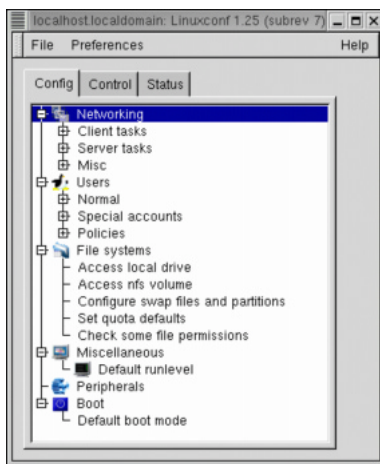 localhost.localdomain: Linuxconf 1.25 (subrev 7)
File Preferences Help
Config Control Status
Networking
Client tasks
Server tasks
Misc
Users
Normal
Special accounts
Policies
File systems
Access local drive
Access nfs volume
Configure swap files and partitions
Set quota defaults
Check some file permissions
Miscellaneous
Default runlevel
Peripherals
Boot
Default boot mode